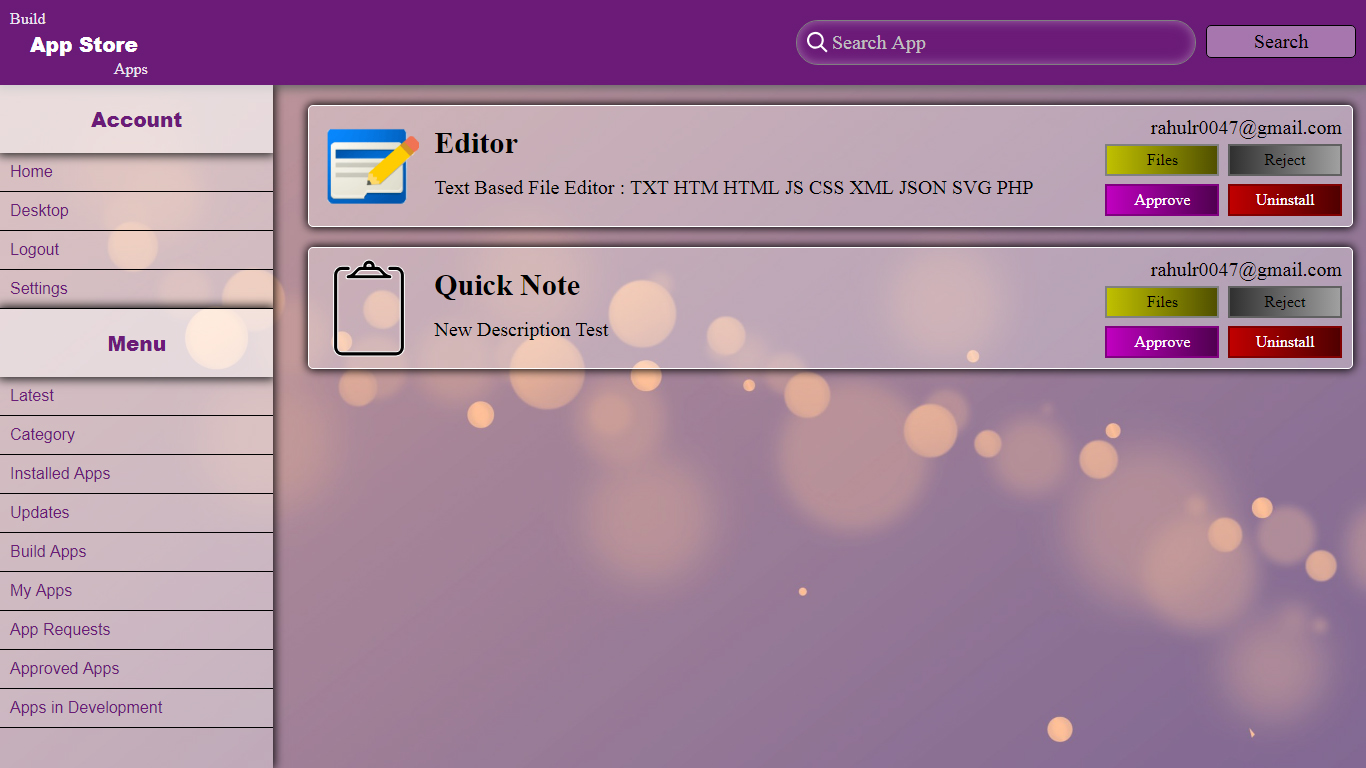 Build
App Store
Apps
Search App
Search
Account
Home
Desktop
Logout
Settings
Menu
Latest
Category
Installed Apps
Updates
Build Apps
My Apps
App Requests
Approved Apps
Apps in Development
Editor
Text Based File Editor : TXT HTM HTML JS CSS XML JSON SVG PHP
rahulr0047@gmail.com
Files
Reject
Approve
Uninstall
Quick Note
New Description Test
rahulr0047@gmail.com
Files
Reject
Approve
Uninstall